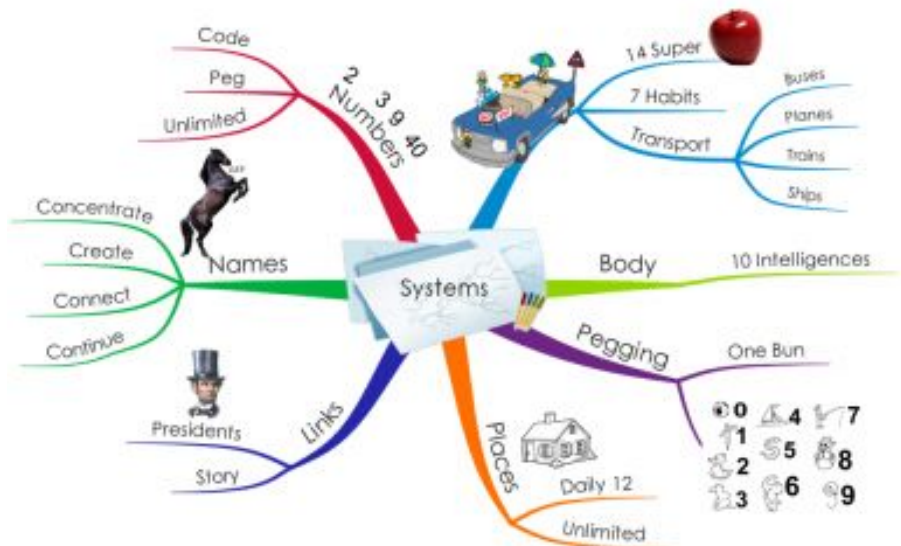 Systems
Numbers
2
3
9
40
Code
Peg
Unlimited
14 Super
7 Habits
Transport
Buses
Planes
Trains
Ships
Body
10 Intelligences
Pegging
One Bun
0
1
2
3
4
5
6
7
8
9
Places
Daily 12
Unlimited
Links
Presidents
Story
Names
Concentrate
Create
Connect
Continue